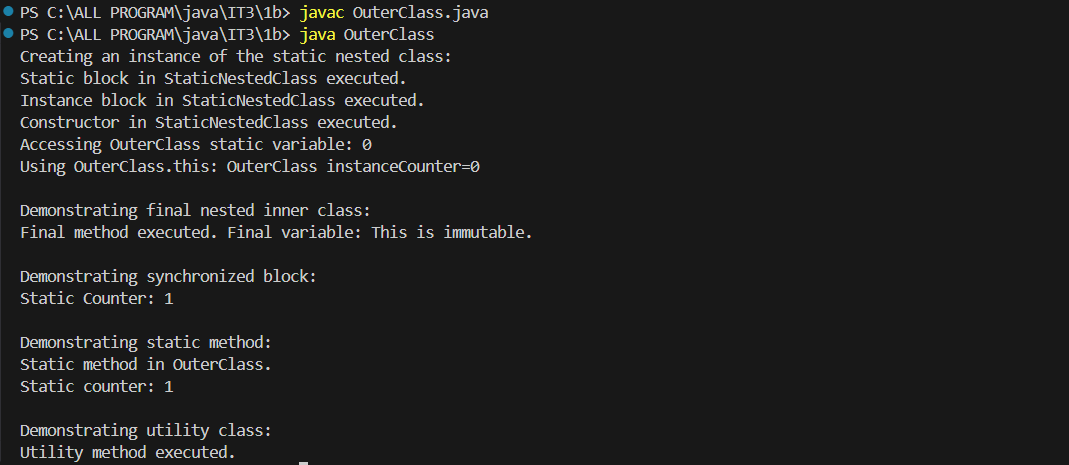 PS C:\ALL PROGRAM\java\IT3\1b> javac OuterClass.java
PS C:\ALL PROGRAM\java\IT3\1b> java OuterClass
Creating an instance of the static nested class:
Static block in StaticNestedClass executed.
Instance block in StaticNestedClass executed.
Constructor in StaticNestedClass executed.
Accessing OuterClass static variable: 0
Using OuterClass.this: OuterClass instanceCounter=0
Demonstrating final nested inner class:
Final method executed. Final variable: This is immutable.
Demonstrating synchronized block:
Static Counter: 1
Demonstrating static method:
Static method in OuterClass.
Static counter: 1
Demonstrating utility class:
Utility method executed.